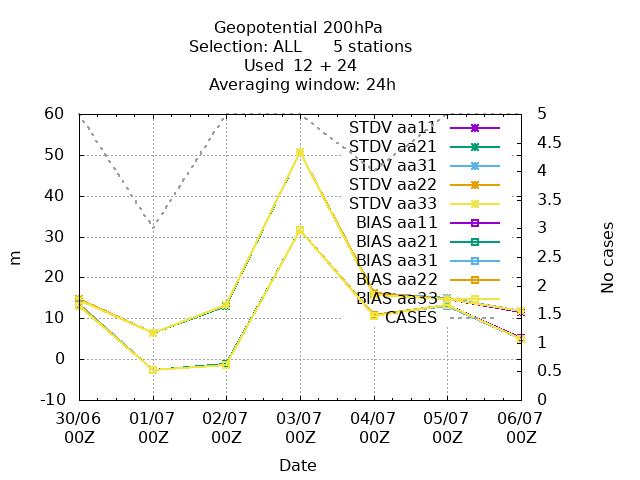 Geopotential 200hPa
Selection: ALL 5 stations
Used 12 + 24
Averaging window: 24h
60
50
40
30
20
10
0
-10
m
5
4.5
4
3.5
3
2.5
2
1.5
1
0.5
0
No cases
STDV aa11
STDV aa21
STDV aa31
STDV aa22
STDV aa33
BIAS aa11
BIAS aa21
BIAS aa31
BIAS aa22
BIAS aa33
CASES
30/06 01/07 02/07 03/07 04/07 05/07 06/07
00Z 00Z 00Z 00Z 00Z 00Z 00Z
Date